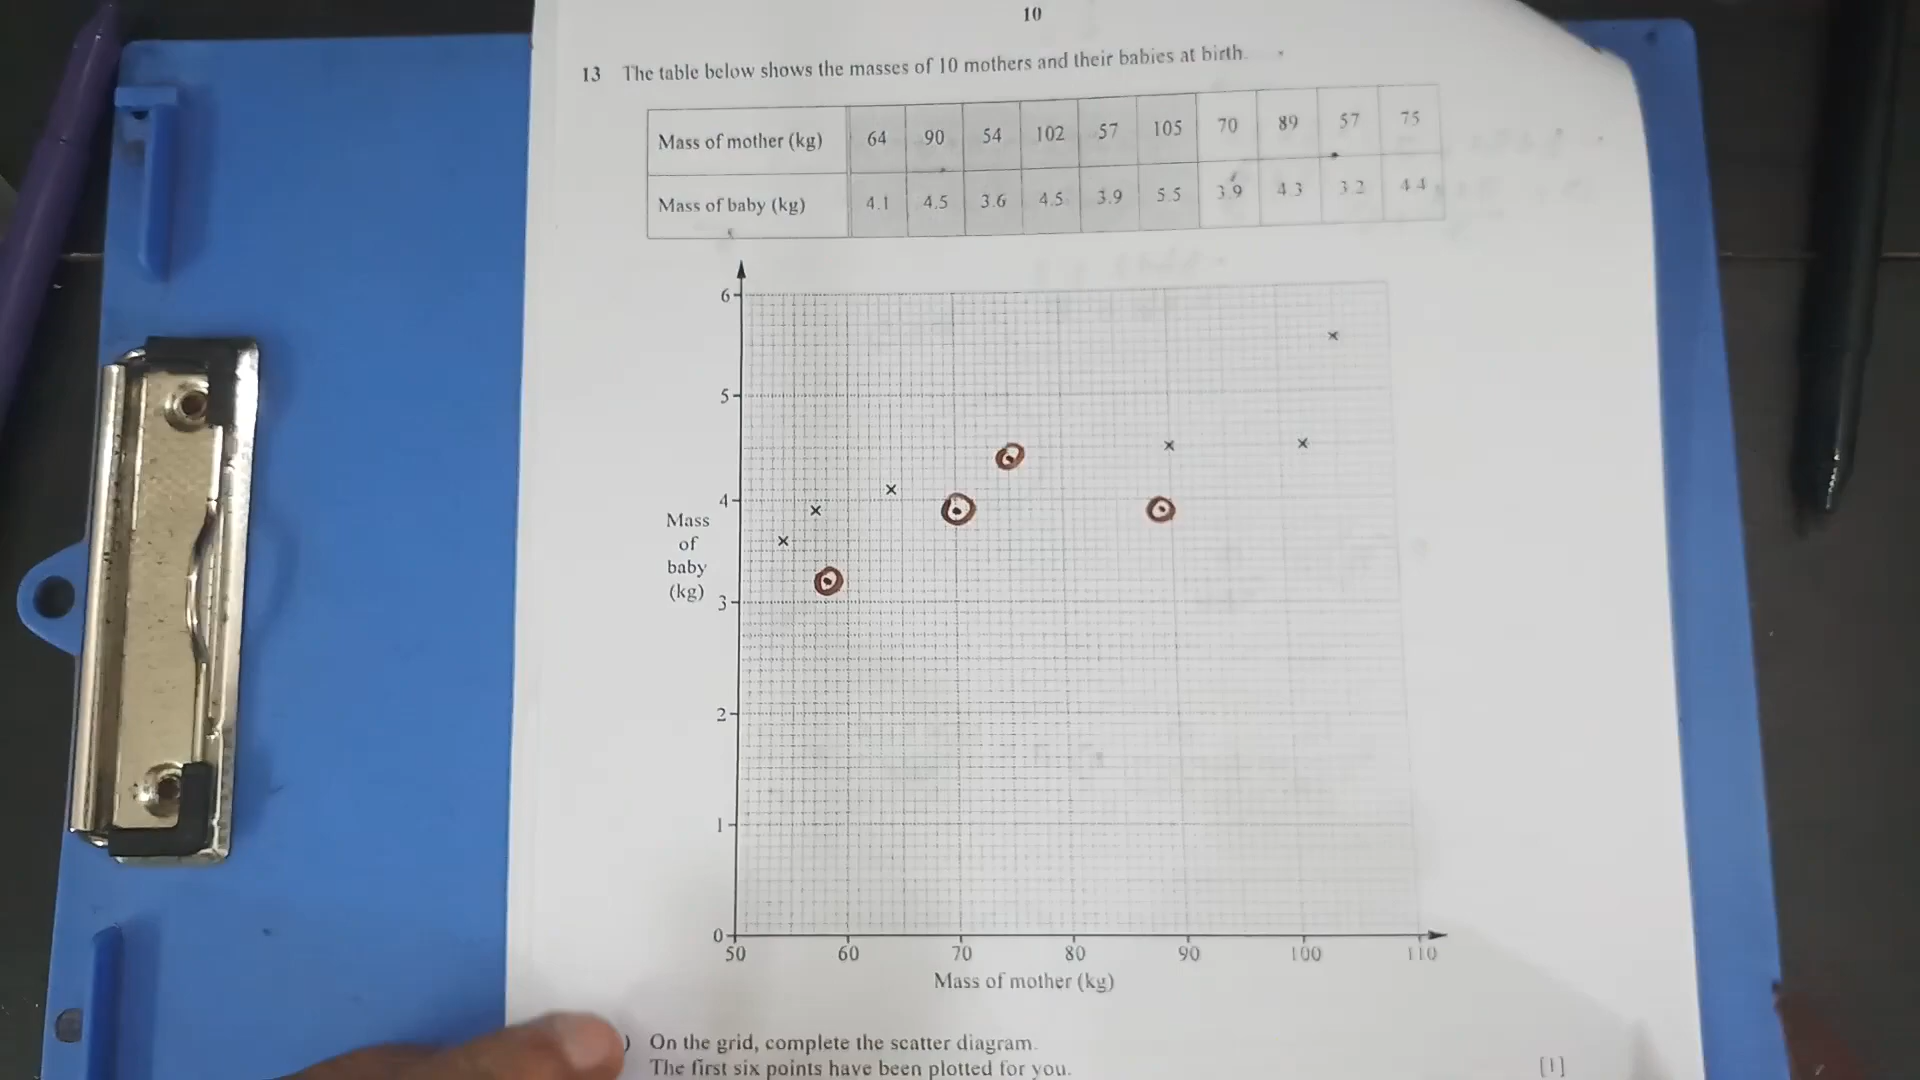 10
13 The table below shows the masses of 10 mothers and their babies at birth.
Mass of mother (kg) 64 90 54 102 57 105 70 89 57 75
Mass of baby (kg) 4.1 4.5 3.6 4.5 3.9 5.5 3.9 4.3 3.2 4.4
6
5
4
Mass
of
baby
(kg)
3
2
1
0
50 60 70 80 90 100 110
Mass of mother (kg)
) On the grid, complete the scatter diagram.
The first six points have been plotted for you. [1]